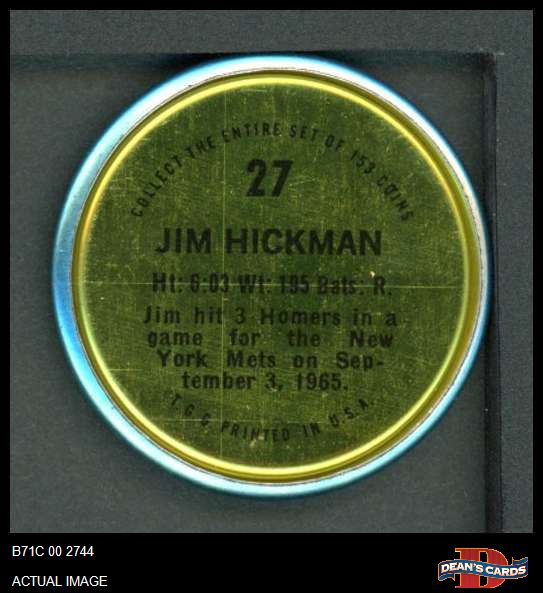 COLLECT THE ENTIRE SET OF 153 COINS
27
JIM HICKMAN
Ht: 6:03 Wt: 195 Bats: R.
Jim hit 3 Homers in a
game for the New
York Mets on Sep-
tember 3, 1965.
T.C.G. PRINTED IN U.S.A.
B71C 00 2744
ACTUAL IMAGE
D
DEAN'S CARDS